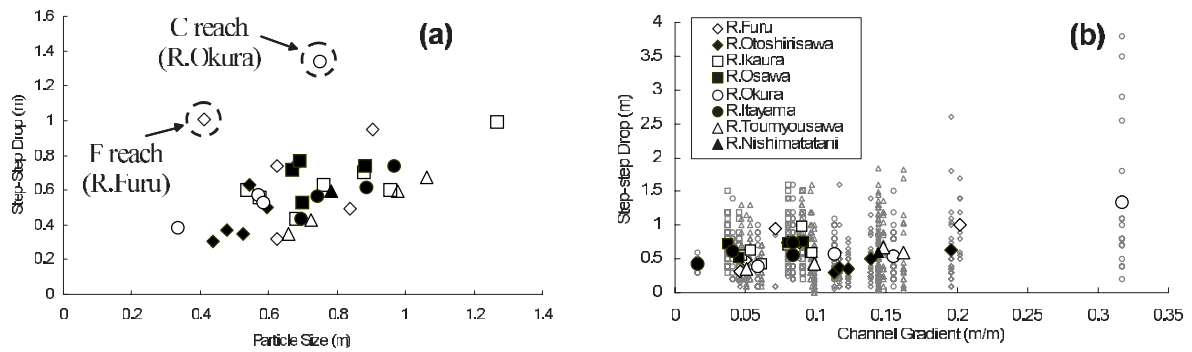 (a)
C reach
(R.Okura)
F reach
(R.Furu)
Step-Step Drop (m)
1.6
1.4
1.2
1
0.8
0.6
0.4
0.2
0
0 0.2 0.4 0.6 0.8 1 1.2 1.4
Particle Size (m)
(b)
R.Furu
R.Otoshirisawa
R.Ikaura
R.Osawa
R.Okura
R.Itayama
R.Toumyousawa
R.Nishimatatanii
Step-step Drop (m)
4
3.5
3
2.5
2
1.5
1
0.5
0
0 0.05 0.1 0.15 0.2 0.25 0.3 0.35
Channel Gradient (m/m)